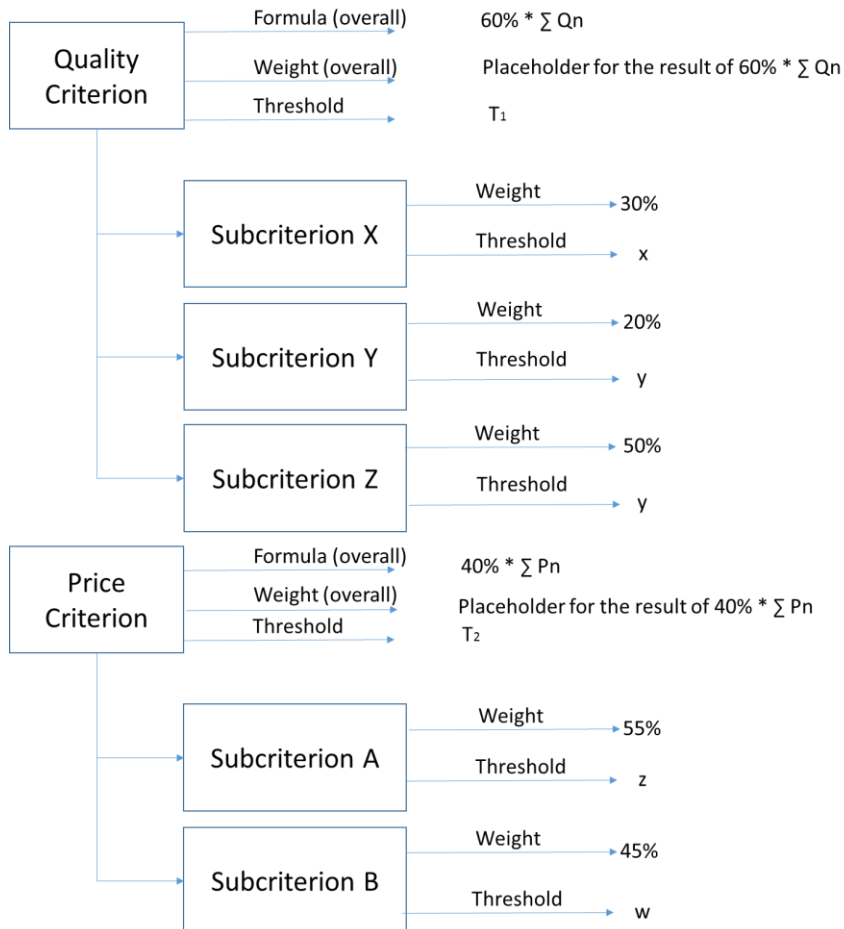 Quality
Criterion
Formula (overall)
60% * ∑ Qn
Weight (overall)
Placeholder for the result of 60% * ∑ Qn
Threshold
T1
Subcriterion X
Weight
30%
Threshold
x
Subcriterion Y
Weight
20%
Threshold
y
Subcriterion Z
Weight
50%
Threshold
y
Price
Criterion
Formula (overall)
40% * ∑ Pn
Weight (overall)
Placeholder for the result of 40% * ∑ Pn
Threshold
T2
Subcriterion A
Weight
55%
Threshold
z
Subcriterion B
Weight
45%
Threshold
w